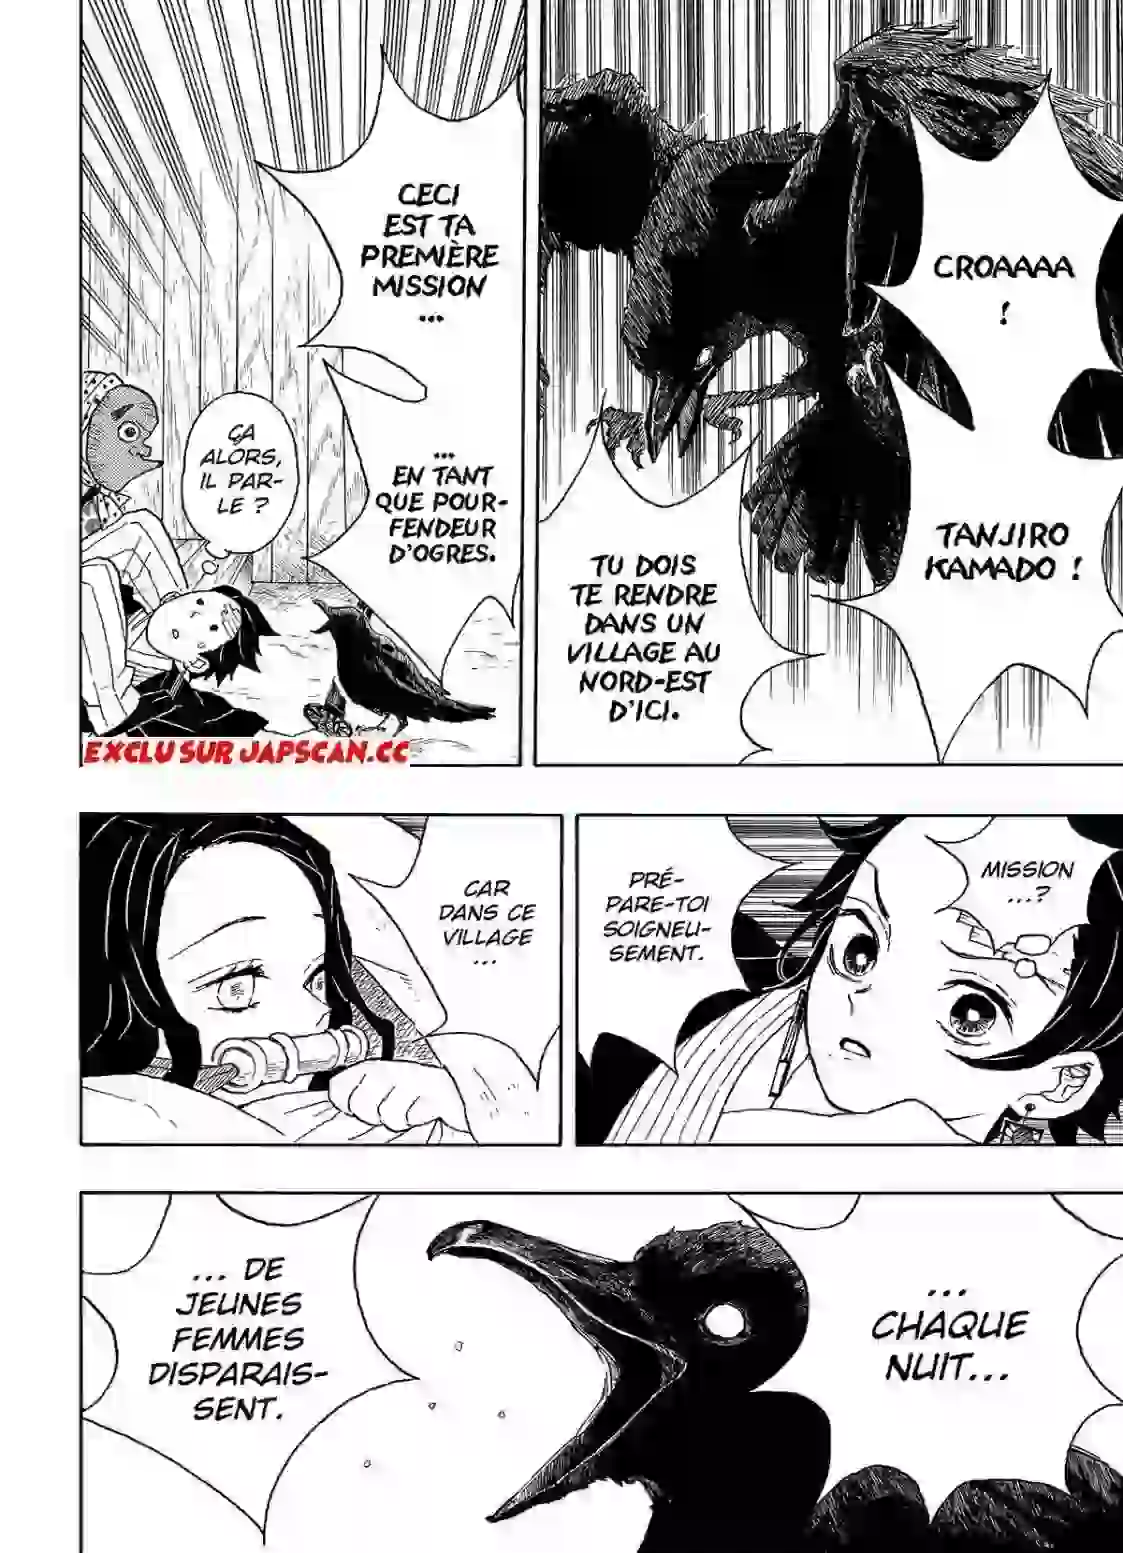 CROAAAA
!
TANJIRO
KAMADO !
TU DOIS
TE RENDRE
DANS UN
VILLAGE AU
NORD-EST
D'ICI.
CECI
EST TA
PREMIÈRE
MISSION
...
...
EN TANT
QUE POUR-
FENDEUR
D'OGRES.
ÇA
ALORS,
IL PAR-
LE ?
EXCLU SUR JAPSCAN.CC
MISSION
...?
PRÉ-
PARE-TOI
SOIGNEU-
SEMENT.
CAR
DANS CE
VILLAGE
...
...
CHAQUE
NUIT...
... DE
JEUNES
FEMMES
DISPARAIS-
SENT.